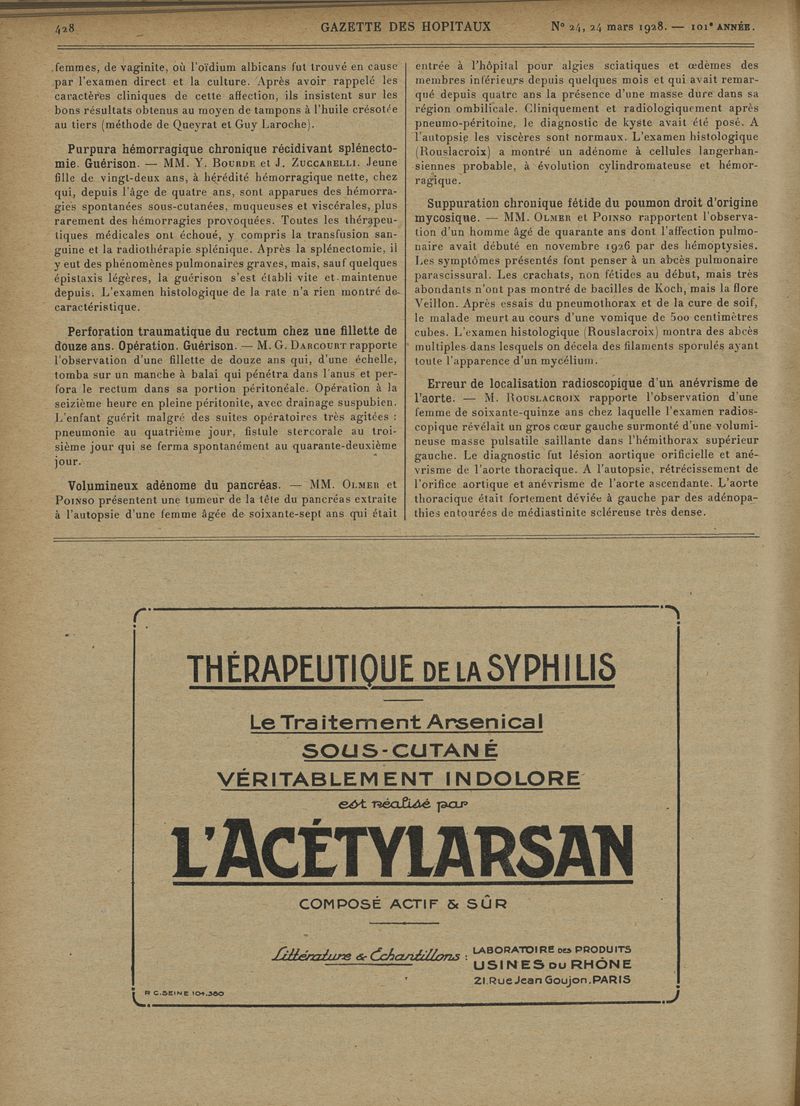 428
GAZETTE DES HOPITAUX
N° 24, 24 mars 1928. — 101e ANNÉE.
femmes, de vaginite, où l'oïdium albicans fut trouvé en cause
par l'examen direct et la culture. Après avoir rappelé les
caractères cliniques de cette affection, ils insistent sur les
bons résultats obtenus au moyen de tampons à l'huile crésotée
au tiers (méthode de Queyrat et Guy Laroche).
Purpura hémorragique chronique récidivant splénecto-
mie. Guérison. — MM. Y. BOURDE et J. ZUCCARELLI. Jeune
fille de vingt-deux ans, à hérédité hémorragique nette, chez
qui, depuis l'âge de quatre ans, sont apparues des hémorra-
gies spontanées sous-cutanées, muqueuses et viscérales, plus
rarement des hémorragies provoquées. Toutes les thérapeu-
tiques médicales ont échoué, y compris la transfusion san-
guine et la radiothérapie splénique. Après la splénectomie, il
y eut des phénomènes pulmonaires graves, mais, sauf quelques
épistaxis légères, la guérison s'est établi vite et maintenue
depuis. L'examen histologique de la rate n'a rien montré de
caractéristique.
Perforation traumatique du rectum chez une fillette de
douze ans. Opération. Guérison. — M. G. DARCOURT rapporte
l'observation d'une fillette de douze ans qui, d'une échelle,
tomba sur un manche à balai qui pénétra dans l'anus et per-
fora le rectum dans sa portion péritonéale. Opération à la
seizième heure en pleine péritonite, avec drainage suspubien.
L'enfant guérit malgré des suites opératoires très agitées :
pneumonie au quatrième jour, fistule stercorale au troi-
sième jour qui se ferma spontanément au quarante-deuxième
jour.
Volumineux adénome du pancréas. — MM. OLMER et
POINSO présentent une tumeur de la tête du pancréas extraite
à l'autopsie d'une femme âgée de soixante-sept ans qui était
entrée à l'hôpital pour algies sciatiques et œdèmes des
membres inférieurs depuis quelques mois et qui avait remar-
qué depuis quatre ans la présence d'une masse dure dans sa
région ombilicale. Cliniquement et radiologiquement après
pneumo-péritoine, le diagnostic de kyste avait été posé. A
l'autopsie les viscères sont normaux. L'examen histologique
(Rouslacroix) a montré un adénome à cellules langerhan-
siennes probable, à évolution cylindromateuse et hémor-
ragique.
Suppuration chronique fétide du poumon droit d'origine
mycosique. — MM. OLMER et POINSO rapportent l'observa-
tion d'un homme âgé de quarante ans dont l'affection pulmo-
naire avait débuté en novembre 1926 par des hémoptysies.
Les symptômes présentés font penser à un abcès pulmonaire
parascissural. Les crachats, non fétides au début, mais très
abondants n'ont pas montré de bacilles de Koch, mais la flore
Veillon. Après essais du pneumothorax et de la cure de soif,
le malade meurt au cours d'une vomique de 500 centimètres
cubes. L'examen histologique (Rouslacroix) montra des abcès
multiples dans lesquels on décela des filaments sporulés ayant
toute l'apparence d'un mycélium.
Erreur de localisation radioscopique d'un anévrisme de
l'aorte. — M. ROUSLACROIX rapporte l'observation d'une
femme de soixante-quinze ans chez laquelle l'examen radios-
copique révélait un gros cœur gauche surmonté d'une volumi-
neuse masse pulsatile saillante dans l'hémithorax supérieur
gauche. Le diagnostic fut lésion aortique orificielle et ané-
vrisme de l'aorte thoracique. A l'autopsie, rétrécissement de
l'orifice aortique et anévrisme de l'aorte ascendante. L'aorte
thoracique était fortement déviée à gauche par des adénopa-
thies entourées de médiastinite scléreuse très dense.
THÉRAPEUTIQUE DE LA SYPHILIS
Le Traitement Arsenical
SOUS-CUTANÉ
VÉRITABLEMENT INDOLORE
est réalisé par
L'ACÉTYLARSAN
COMPOSÉ ACTIF & SÛR
Littérature & Échantillons :
LABORATOIRE DES PRODUITS
USINES DU RHÔNE
21. Rue Jean Goujon. PARIS
R C. SEINE 104.380